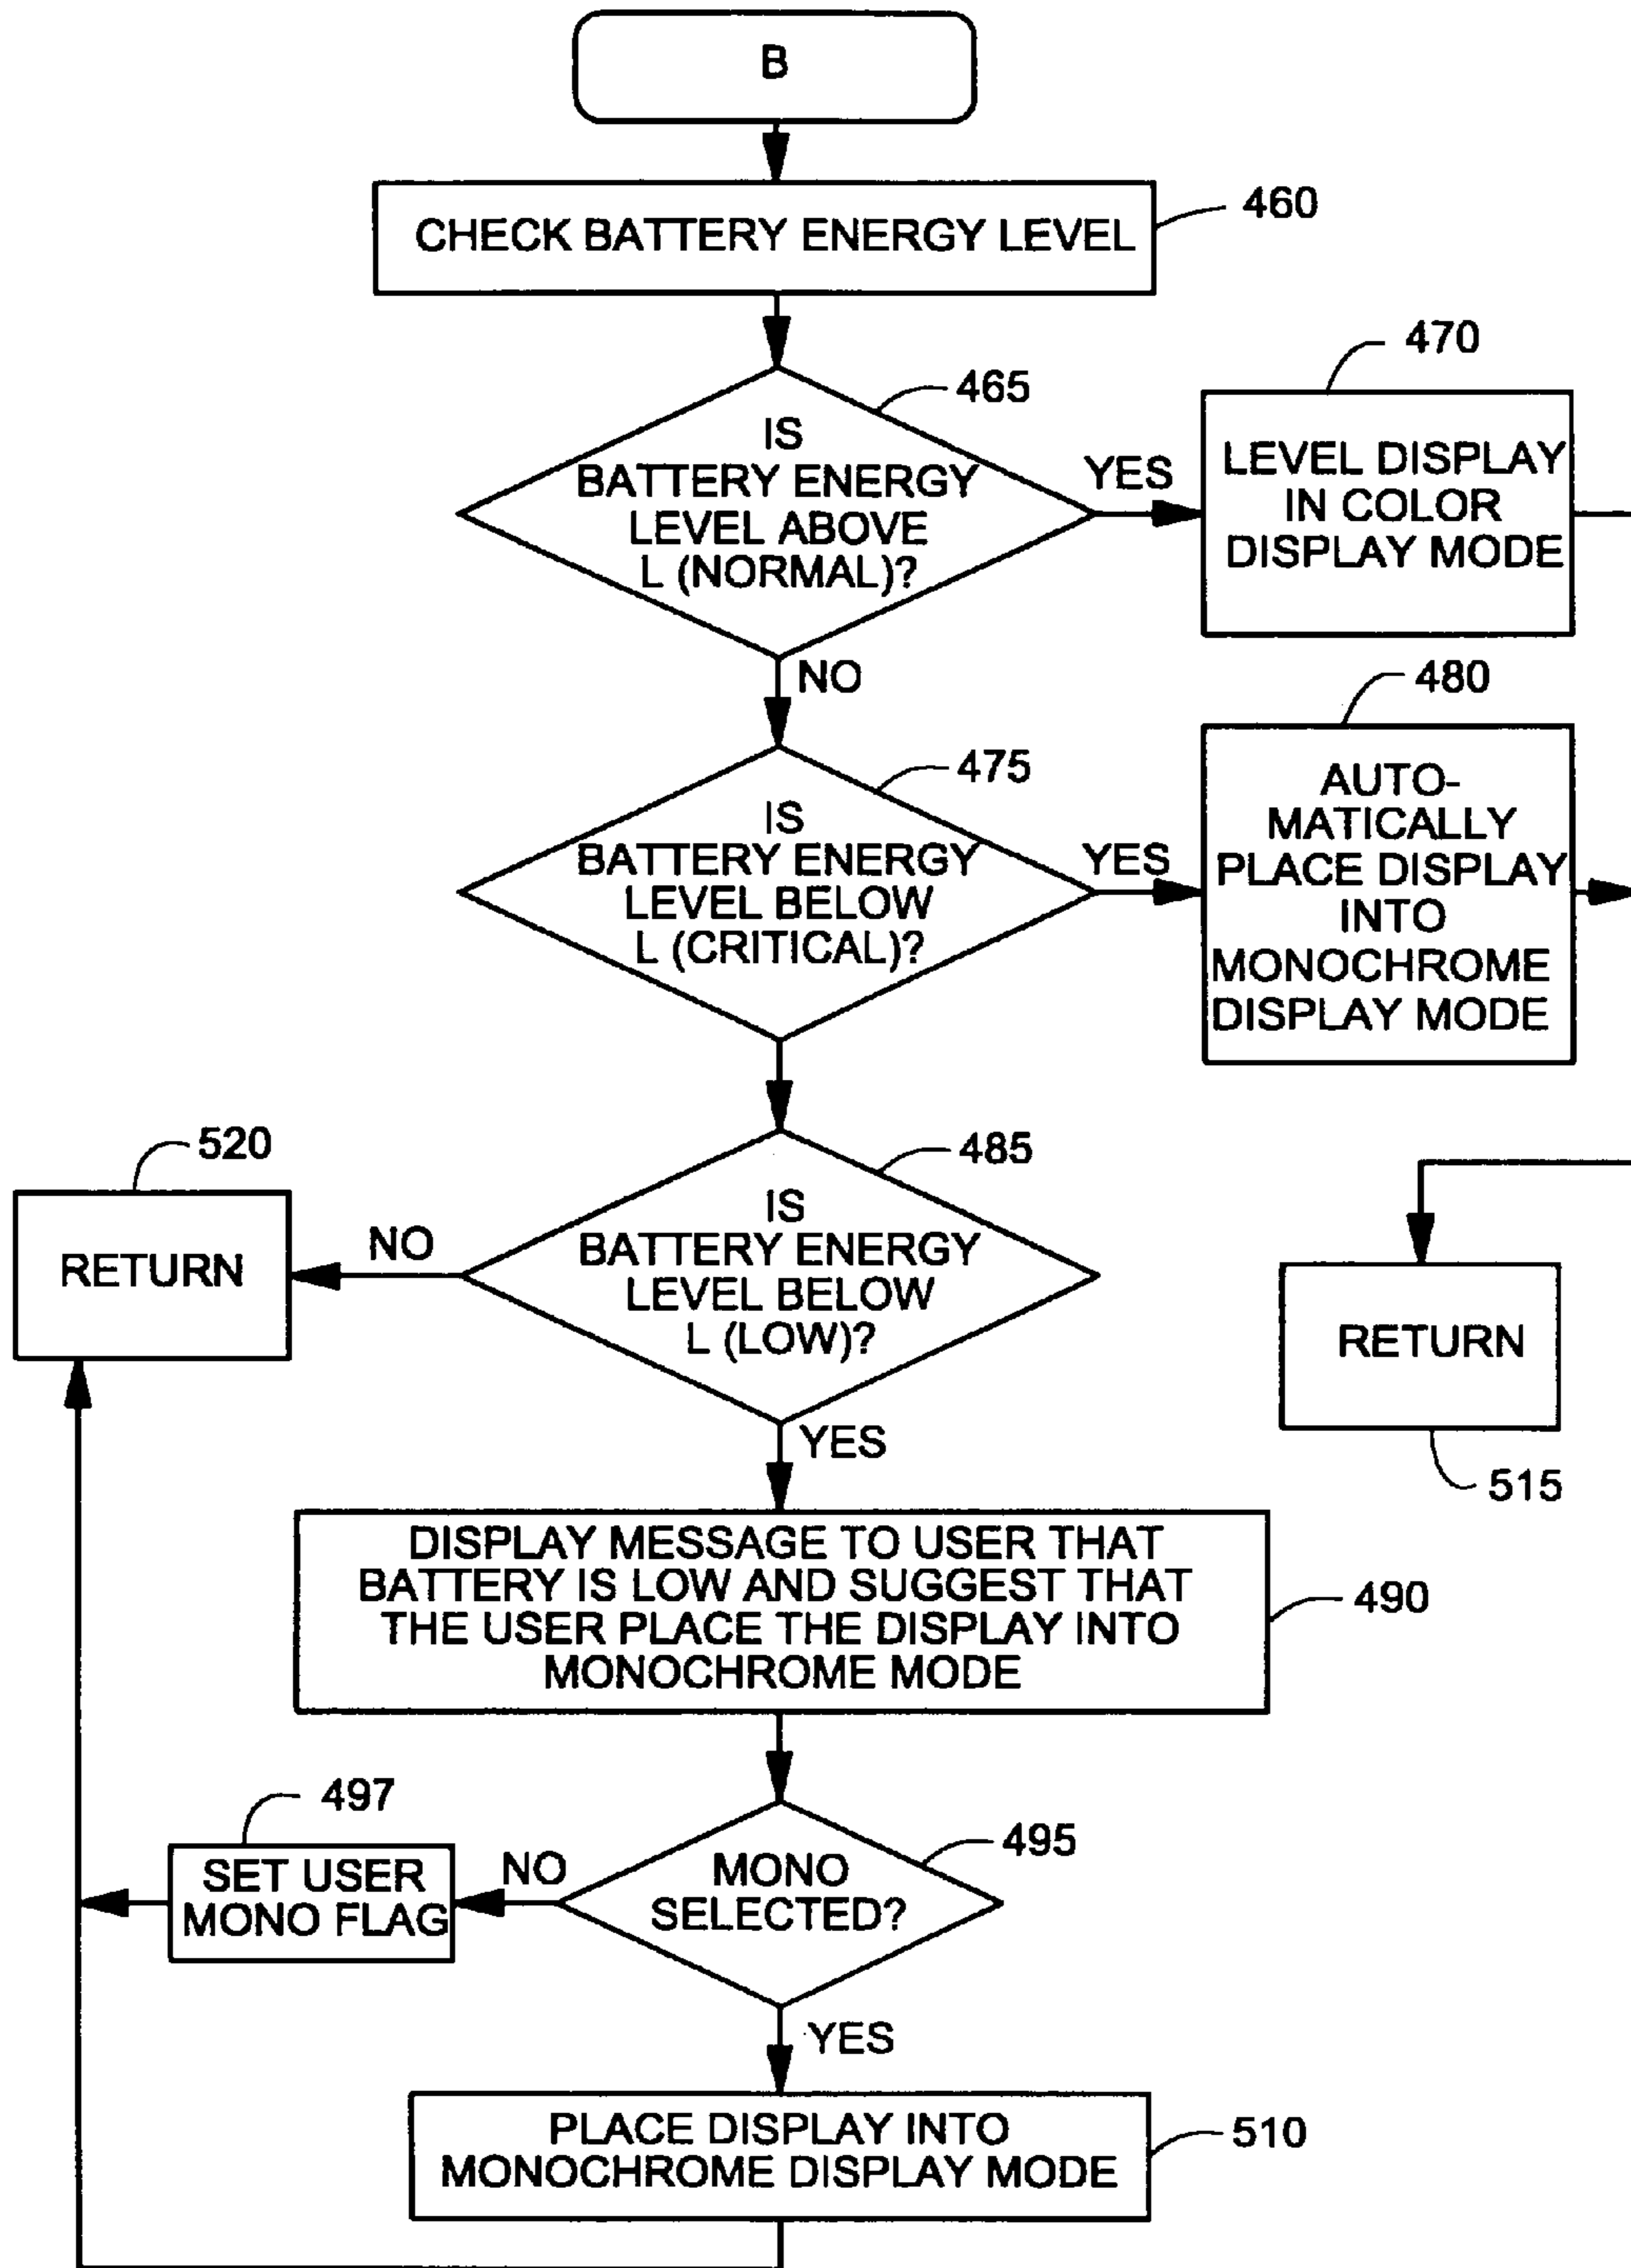 B
CHECK BATTERY ENERGY LEVEL
460
IS
BATTERY ENERGY
LEVEL ABOVE
L (NORMAL)?
465
YES
LEVEL DISPLAY
IN COLOR
DISPLAY MODE
470
NO
IS
BATTERY ENERGY
LEVEL BELOW
L (CRITICAL)?
475
YES
AUTO-
MATICALLY
PLACE DISPLAY
INTO
MONOCHROME
DISPLAY MODE
480
IS
BATTERY ENERGY
LEVEL BELOW
L (LOW)?
485
NO
RETURN
520
RETURN
515
YES
DISPLAY MESSAGE TO USER THAT
BATTERY IS LOW AND SUGGEST THAT
THE USER PLACE THE DISPLAY INTO
MONOCHROME MODE
490
MONO
SELECTED?
495
NO
SET USER
MONO FLAG
497
YES
PLACE DISPLAY INTO
MONOCHROME DISPLAY MODE
510